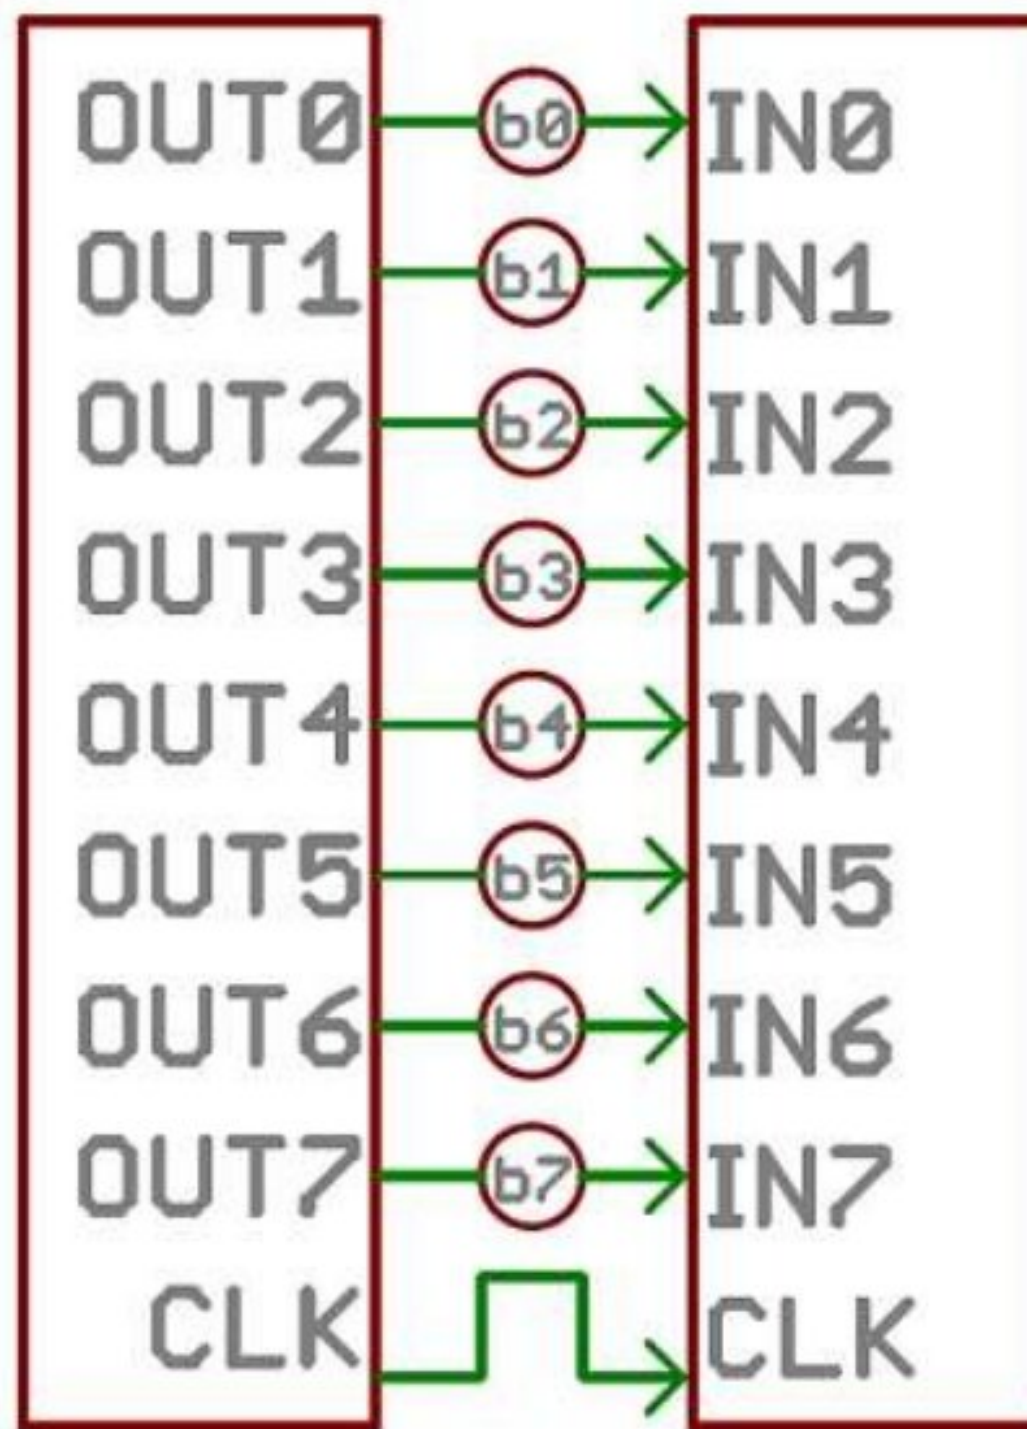 OUT0 b0 IN0
OUT1 b1 IN1
OUT2 b2 IN2
OUT3 b3 IN3
OUT4 b4 IN4
OUT5 b5 IN5
OUT6 b6 IN6
OUT7 b7 IN7
CLK CLK